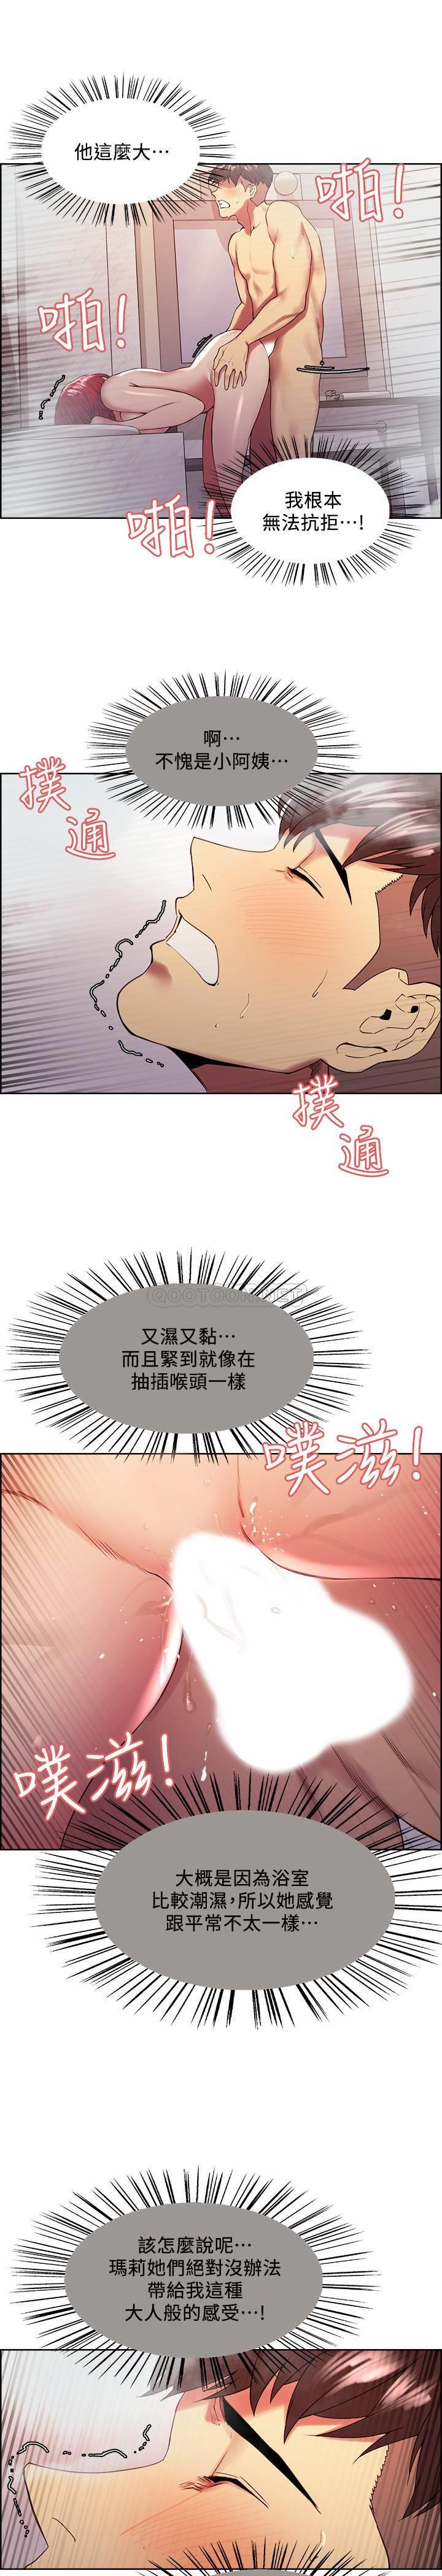 他這麼大…
啪!
啪!
啪!
我根本
無法抗拒…!
啊…
不愧是小阿姨…
撲通
撲通
QOOTOON.NET
又濕又黏…
而且緊到就像在
抽插喉頭一樣
噗滋!
噗滋!
大概是因為浴室
比較潮濕，所以她感覺
跟平常不太一樣…
該怎麼說呢…
瑪莉她們絕對沒辦法
帶給我這種
大人般的感受…!